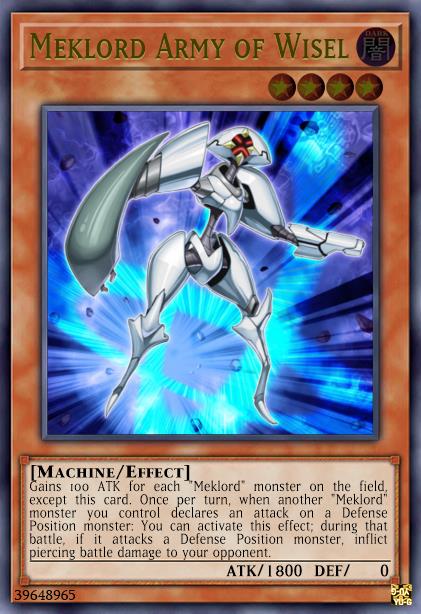 Meklord Army of Wisel
DARK
闇
[Machine/Effect]
Gains 100 ATK for each "Meklord" monster on the field,
except this card. Once per turn, when another "Meklord"
monster you control declares an attack on a Defense
Position monster: You can activate this effect; during that
battle, if it attacks a Defense Position monster, inflict
piercing battle damage to your opponent.
ATK/1800 DEF/ 0
39648965